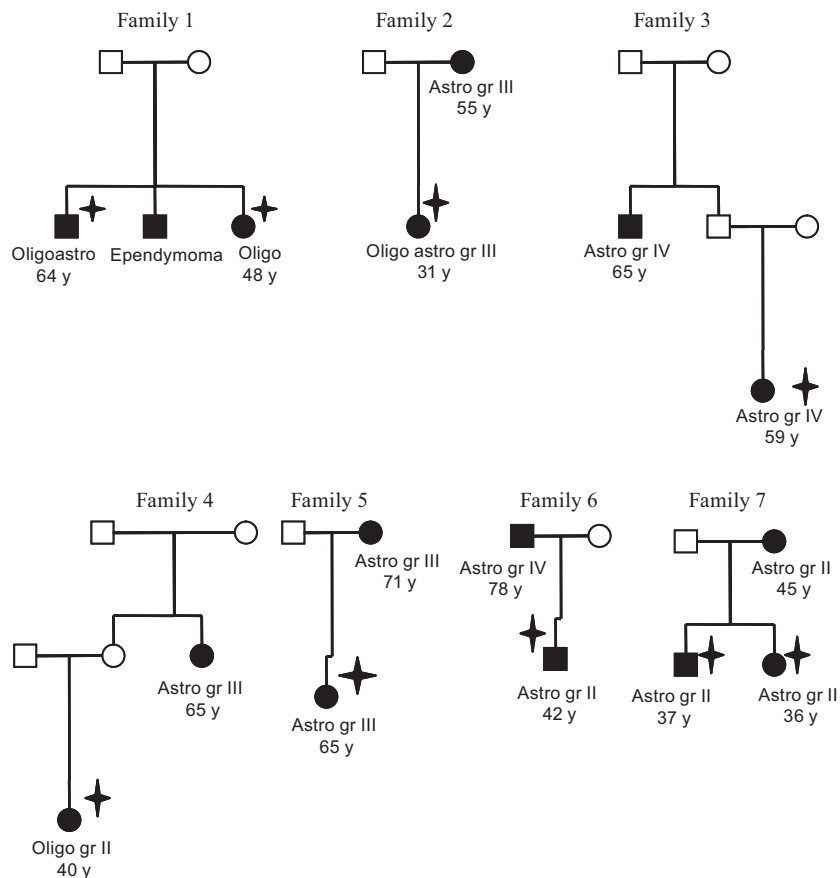 Family 1
Family 2
Family 3
Astro gr III
55 y
Oligoastro
64 y
Ependymoma
Oligo
48 y
Oligo astro gr III
31 y
Astro gr IV
65 y
Astro gr IV
59 y
Family 4
Family 5
Family 6
Family 7
Astro gr III
65 y
Oligo gr II
40 y
Astro gr III
71 y
Astro gr III
65 y
Astro gr IV
78 y
Astro gr II
42 y
Astro gr II
45 y
Astro gr II
37 y
Astro gr II
36 y